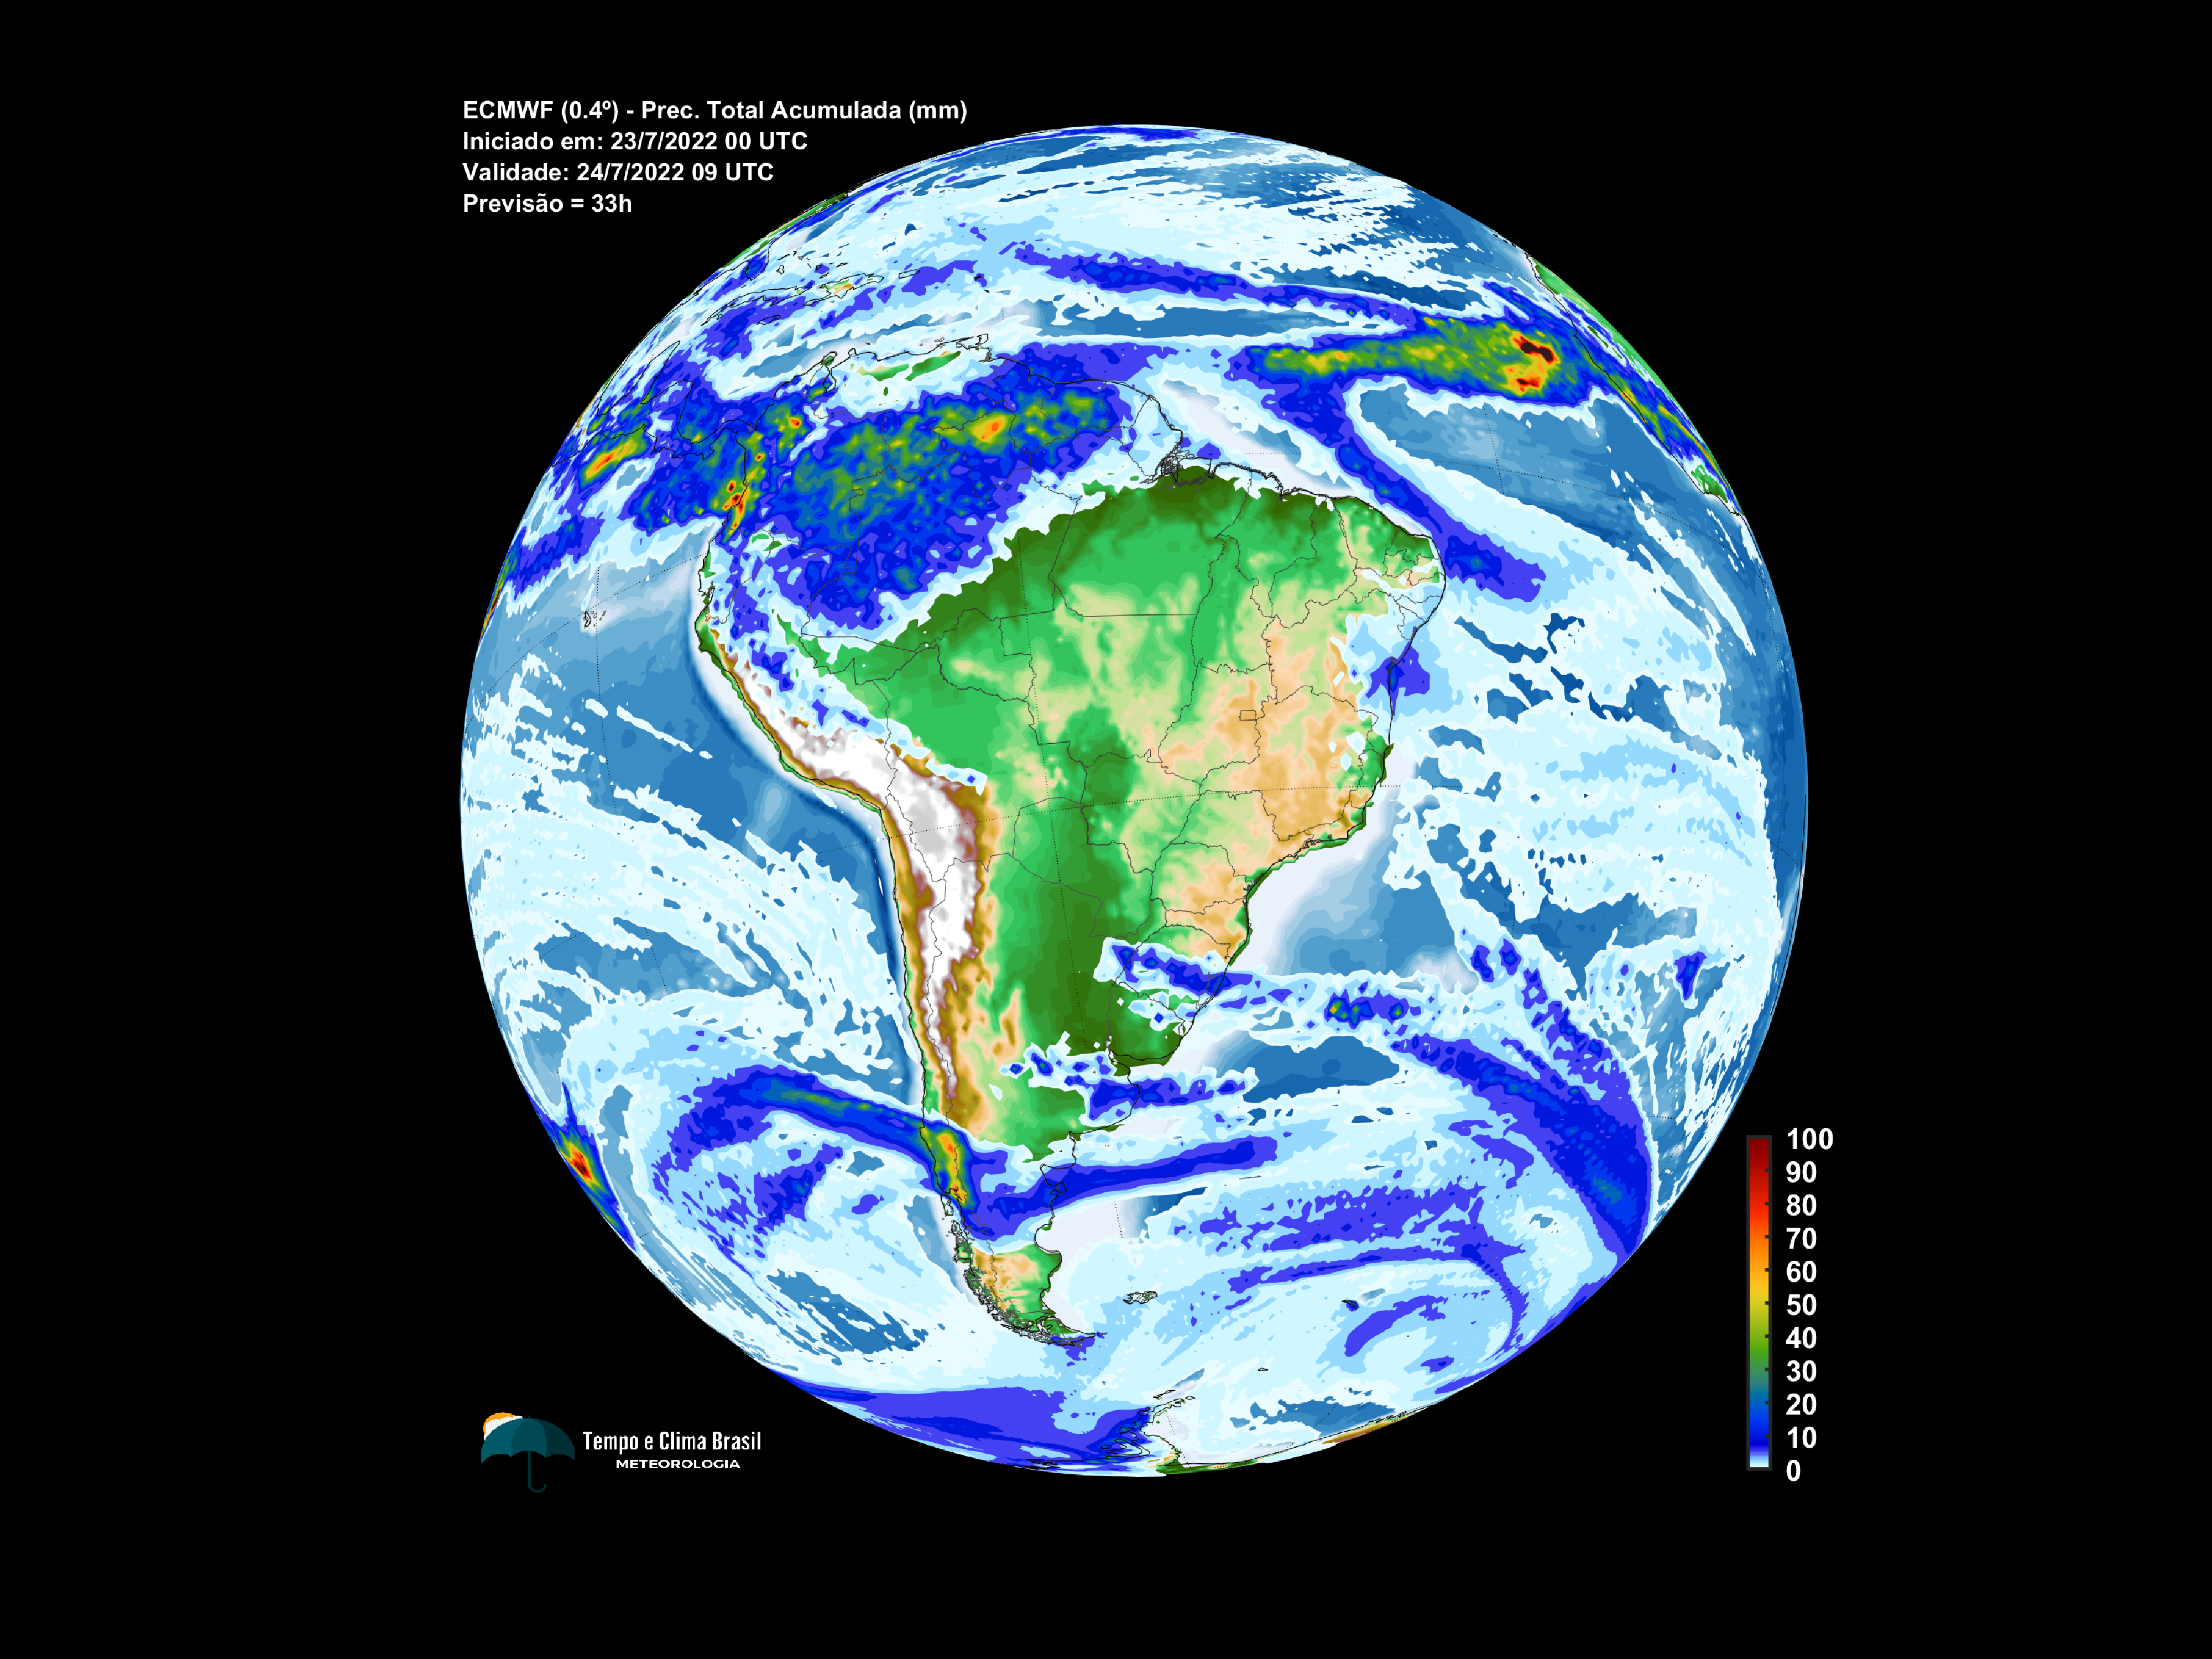 ECMWF (0.4º) - Prec. Total Acumulada (mm)
Iniciado em: 23/7/2022 00 UTC
Validade: 24/7/2022 09 UTC
Previsão = 33h
100
90
80
70
60
50
40
30
20
10
0
Tempo e Clima Brasil
METEOROLOGIA